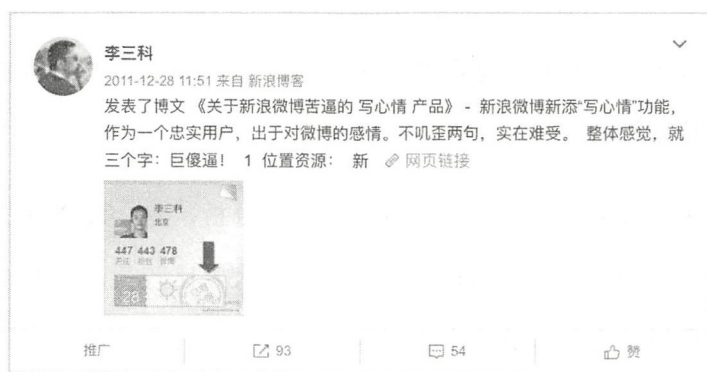 李三科
2011-12-28 11:51 来自 新浪博客
发表了博文 《关于新浪微博苦逼的 写心情 产品》 - 新浪微博新添“写心情”功能，
作为一个忠实用户，出于对微博的感情。不叽歪两句，实在难受。 整体感觉，就
三个字：巨傻逼！ 1 位置资源： 新 网页链接
李三科
北京
447 443 478
28
推广 93 54 赞